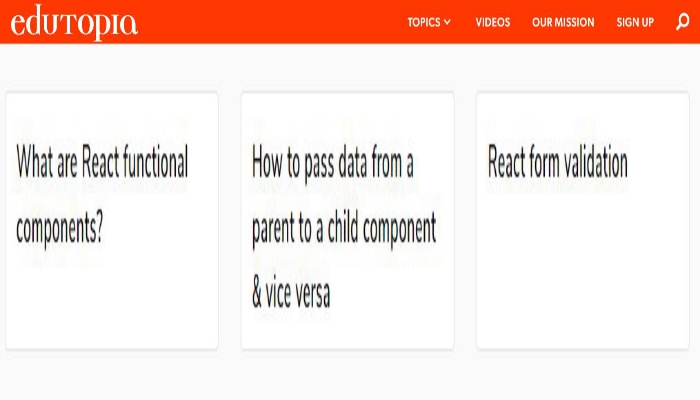 edutopia
TOPICS
VIDEOS
OUR MISSION
SIGN UP
What are React functional
components?
How to pass data from a
parent to a child component
& vice versa
React form validation